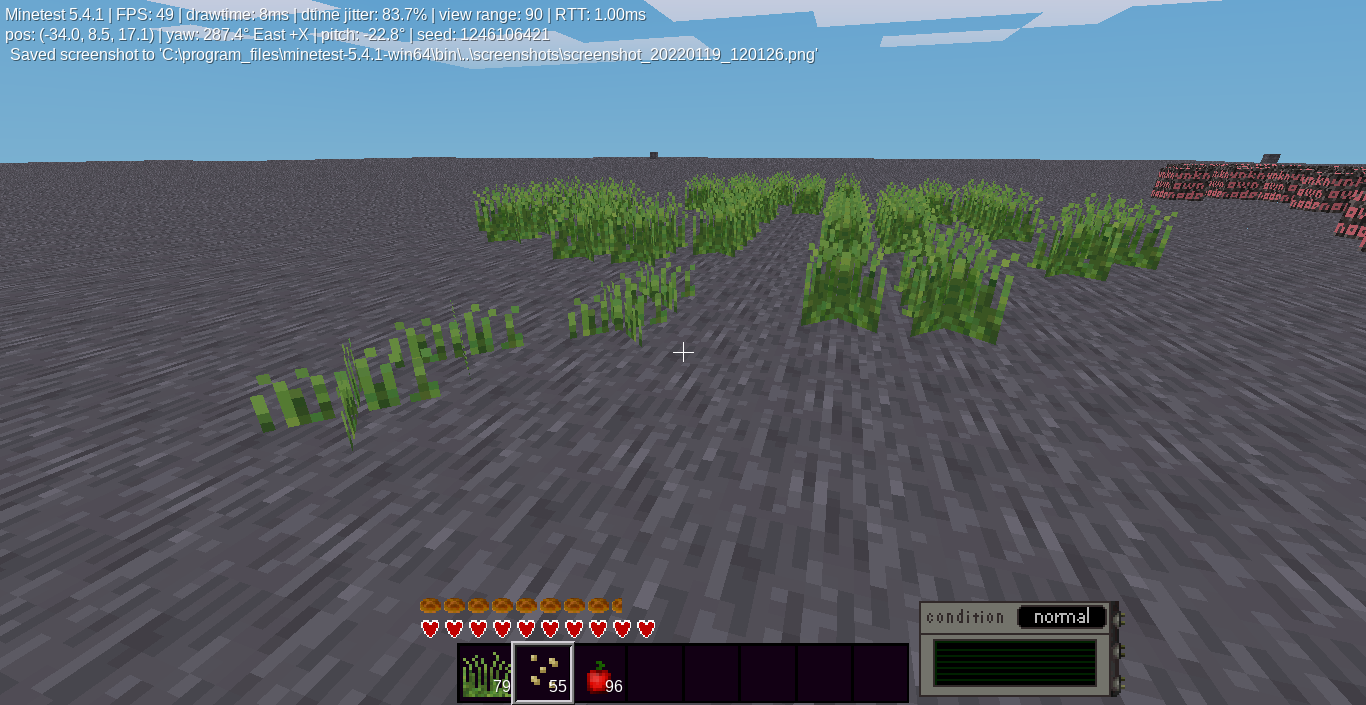 Minetest 5.4.1 | FPS: 49 | drawtime: 8ms | dtime jitter: 83.7% | view range: 90 | RTT: 1.00ms
pos: (-34.0, 8.5, 17.1) | yaw: 287.4° East +X | pitch: -22.8° | seed: 1246106421
Saved screenshot to 'C:\program_files\minetest-5.4.1-win64\bin\..\screenshots\screenshot_20220119_120126.png'
condition normal
79 55 96